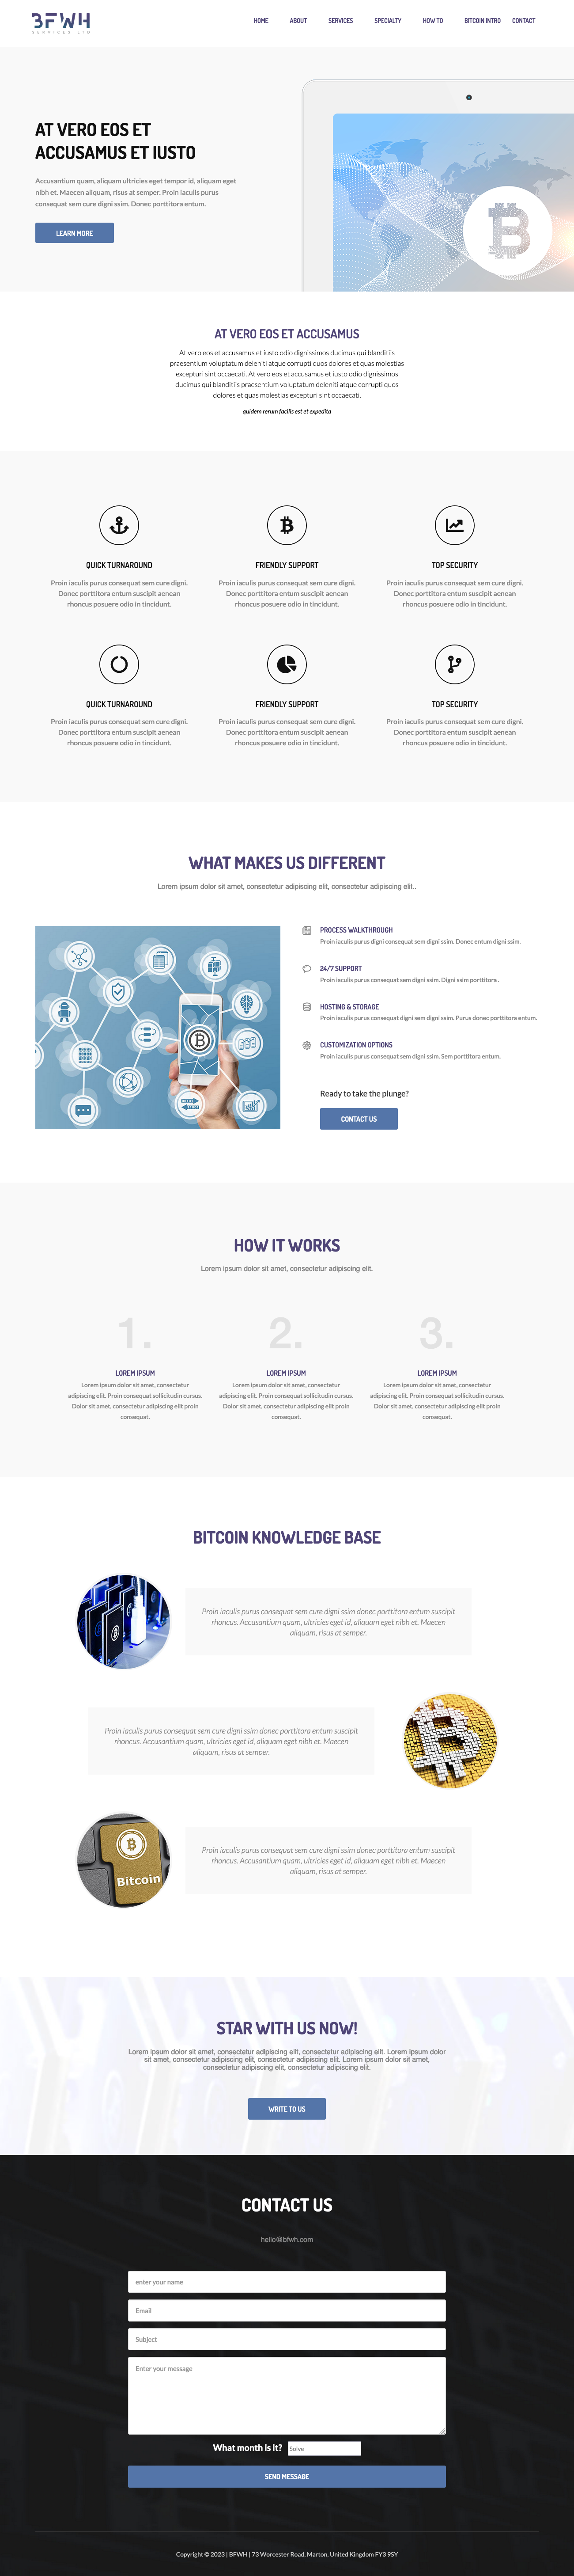 BFWH
SERVICES LTD
HOME ABOUT SERVICES SPECIALTY HOW TO BITCOIN INTRO CONTACT
AT VERO EOS ET
ACCUSAMUS ET IUSTO
Accusantium quam, aliquam ultricies eget tempor id, aliquam eget
nibh et. Maecen aliquam, risus at semper. Proin iaculis purus
consequat sem cure digni ssim. Donec porttitora entum.
LEARN MORE
AT VERO EOS ET ACCUSAMUS
At vero eos et accusamus et iusto odio dignissimos ducimus qui blanditiis
praesentium voluptatum deleniti atque corrupti quos dolores et quas molestias
excepturi sint occaecati. At vero eos et accusamus et iusto odio dignissimos
ducimus qui blanditiis praesentium voluptatum deleniti atque corrupti quos
dolores et quas molestias excepturi sint occaecati.
quidem rerum facilis est et expedita
QUICK TURNAROUND
Proin iaculis purus consequat sem cure digni.
Donec porttitora entum suscipit aenean
rhoncus posuere odio in tincidunt.
FRIENDLY SUPPORT
Proin iaculis purus consequat sem cure digni.
Donec porttitora entum suscipit aenean
rhoncus posuere odio in tincidunt.
TOP SECURITY
Proin iaculis purus consequat sem cure digni.
Donec porttitora entum suscipit aenean
rhoncus posuere odio in tincidunt.
QUICK TURNAROUND
Proin iaculis purus consequat sem cure digni.
Donec porttitora entum suscipit aenean
rhoncus posuere odio in tincidunt.
FRIENDLY SUPPORT
Proin iaculis purus consequat sem cure digni.
Donec porttitora entum suscipit aenean
rhoncus posuere odio in tincidunt.
TOP SECURITY
Proin iaculis purus consequat sem cure digni.
Donec porttitora entum suscipit aenean
rhoncus posuere odio in tincidunt.
WHAT MAKES US DIFFERENT
Lorem ipsum dolor sit amet, consectetur adipiscing elit, consectetur adipiscing elit..
PROCESS WALKTHROUGH
Proin iaculis purus digni consequat sem digni ssim. Donec entum digni ssim.
24/7 SUPPORT
Proin iaculis purus consequat sem digni ssim. Digni ssim porttitora .
HOSTING & STORAGE
Proin iaculis purus consequat digni sem digni ssim. Purus donec porttitora entum.
CUSTOMIZATION OPTIONS
Proin iaculis purus consequat sem digni ssim. Sem porttitora entum.
Ready to take the plunge?
CONTACT US
HOW IT WORKS
Lorem ipsum dolor sit amet, consectetur adipiscing elit.
1.
LOREM IPSUM
Lorem ipsum dolor sit amet, consectetur
adipiscing elit. Proin consequat sollicitudin cursus.
Dolor sit amet, consectetur adipiscing elit proin
consequat.
2.
LOREM IPSUM
Lorem ipsum dolor sit amet, consectetur
adipiscing elit. Proin consequat sollicitudin cursus.
Dolor sit amet, consectetur adipiscing elit proin
consequat.
3.
LOREM IPSUM
Lorem ipsum dolor sit amet, consectetur
adipiscing elit. Proin consequat sollicitudin cursus.
Dolor sit amet, consectetur adipiscing elit proin
consequat.
BITCOIN KNOWLEDGE BASE
Proin iaculis purus consequat sem cure digni ssim donec porttitora entum suscipit
rhoncus. Accusantium quam, ultricies eget id, aliquam eget nibh et. Maecen
aliquam, risus at semper.
Proin iaculis purus consequat sem cure digni ssim donec porttitora entum suscipit
rhoncus. Accusantium quam, ultricies eget id, aliquam eget nibh et. Maecen
aliquam, risus at semper.
Bitcoin
Proin iaculis purus consequat sem cure digni ssim donec porttitora entum suscipit
rhoncus. Accusantium quam, ultricies eget id, aliquam eget nibh et. Maecen
aliquam, risus at semper.
STAR WITH US NOW!
Lorem ipsum dolor sit amet, consectetur adipiscing elit, consectetur adipiscing elit. Lorem ipsum dolor
sit amet, consectetur adipiscing elit, consectetur adipiscing elit. Lorem ipsum dolor sit amet,
consectetur adipiscing elit, consectetur adipiscing elit.
WRITE TO US
CONTACT US
hello@bfwh.com
enter your name
Email
Subject
Enter your message
What month is it? Solve
SEND MESSAGE
Copyright © 2023 | BFWH | 73 Worcester Road, Marton, United Kingdom FY3 9SY